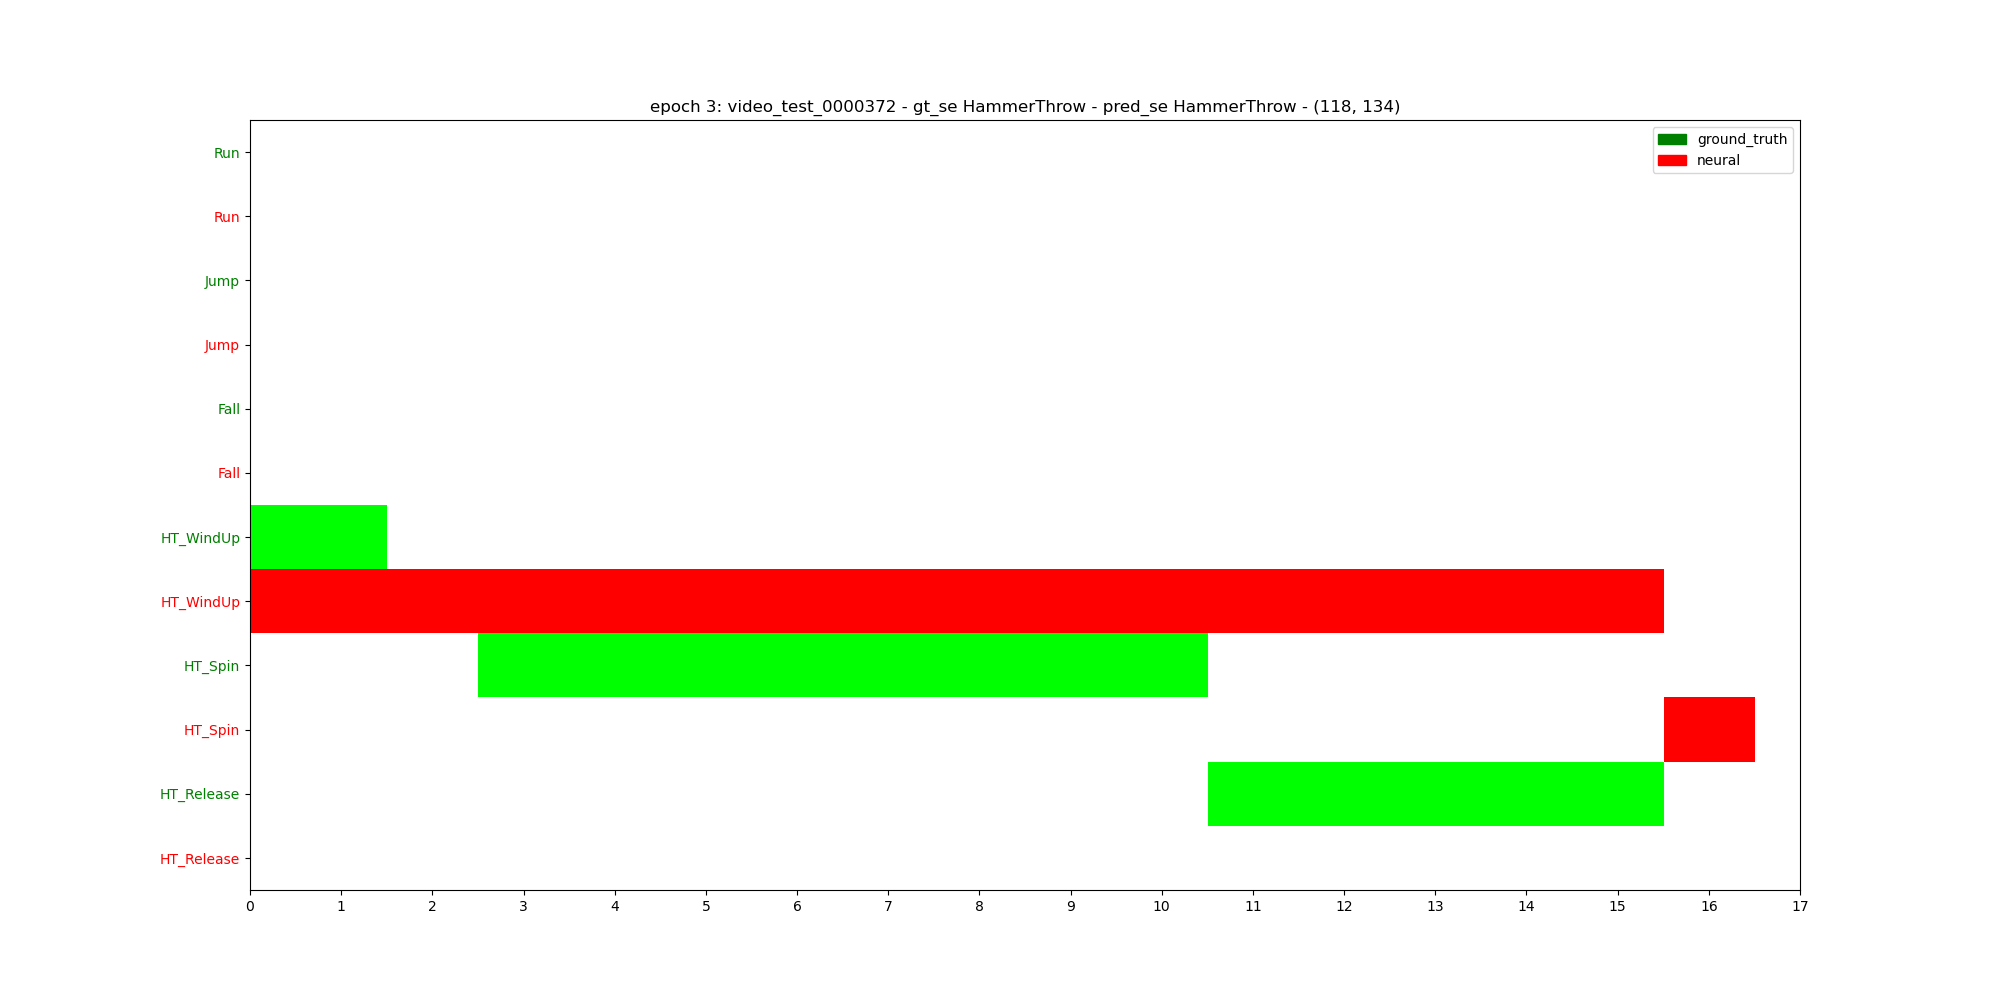 epoch 3: video_test_0000372 - gt_se HammerThrow - pred_se HammerThrow - (118, 134)
ground_truth
neural
Run
Run
Jump
Jump
Fall
Fall
HT_WindUp
HT_WindUp
HT_Spin
HT_Spin
HT_Release
HT_Release
0 1 2 3 4 5 6 7 8 9 10 11 12 13 14 15 16 17